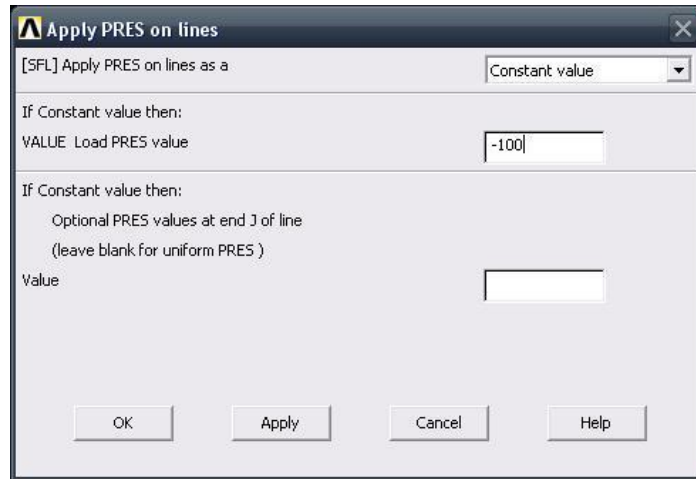 Apply PRES on lines
[SFL] Apply PRES on lines as a Constant value
If Constant value then:
VALUE Load PRES value -100
If Constant value then:
Optional PRES values at end J of line
(leave blank for uniform PRES )
Value
OK Apply Cancel Help